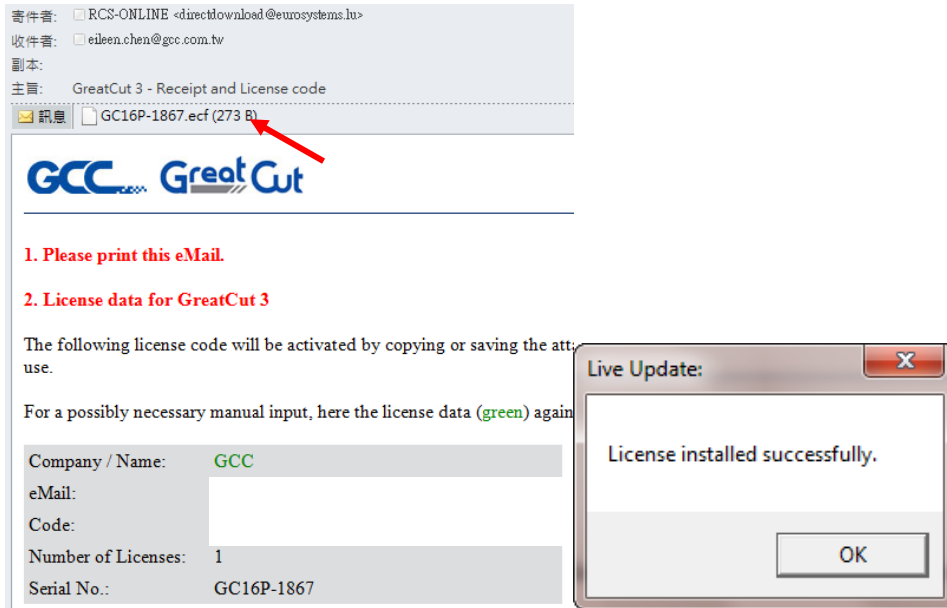 寄件者: RCS-ONLINE <directdownload@eurosystems.lu>
收件者: eileen.chen@gcc.com.tw
副本:
主旨: GreatCut 3 - Receipt and License code
訊息 GC16P-1867.ecf (273 B)
GCC Great Cut
1. Please print this eMail.
2. License data for GreatCut 3
The following license code will be activated by copying or saving the att
use.
For a possibly necessary manual input, here the license data (green) again
Company / Name: GCC
eMail:
Code:
Number of Licenses: 1
Serial No.: GC16P-1867
Live Update:
License installed successfully.
OK